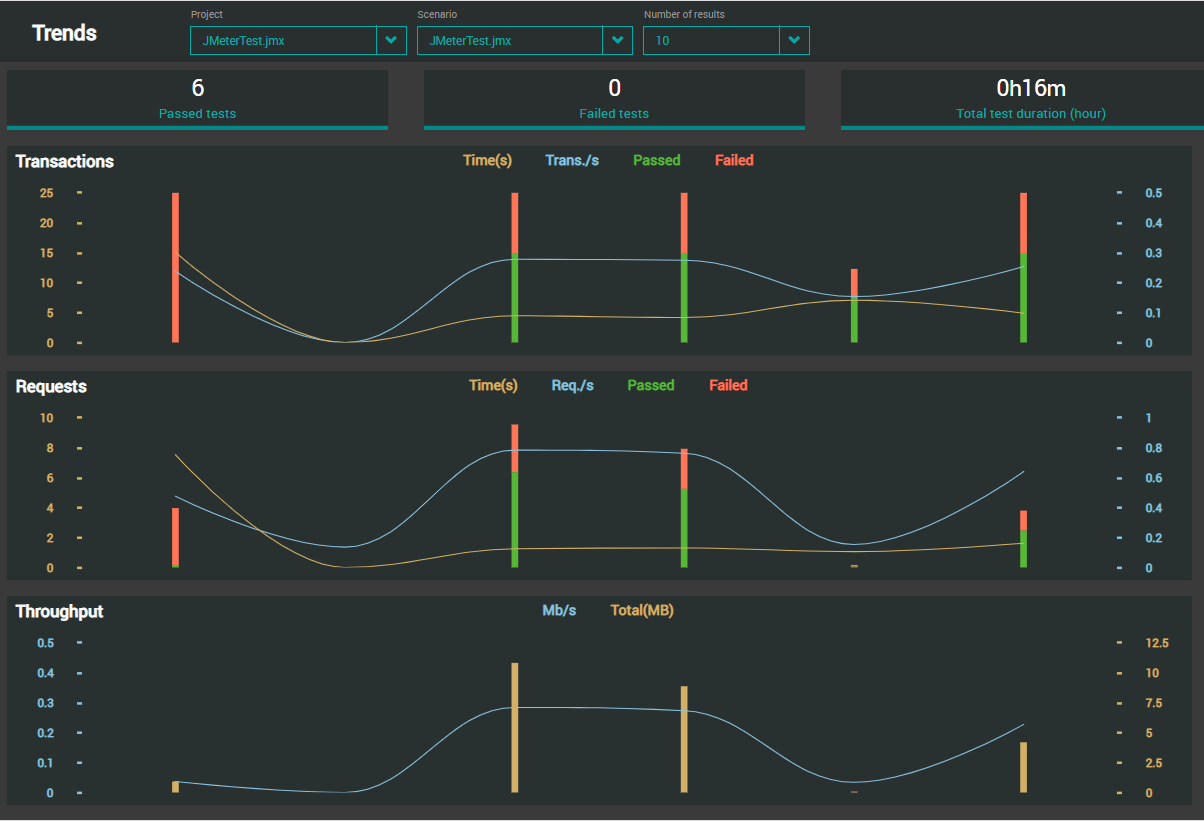 Trends
Project
Scenario
Number of results
JMeterTest.jmx
JMeterTest.jmx
10
6
Passed tests
0
Failed tests
0h16m
Total test duration (hour)
Transactions
Time(s) Trans./s Passed Failed
25 0.5
20 0.4
15 0.3
10 0.2
5 0.1
0 0
Requests
Time(s) Req./s Passed Failed
10 1
8 0.8
6 0.6
4 0.4
2 0.2
0 0
Throughput
Mb/s Total(MB)
0.5 12.5
0.4 10
0.3 7.5
0.2 5
0.1 2.5
0 0